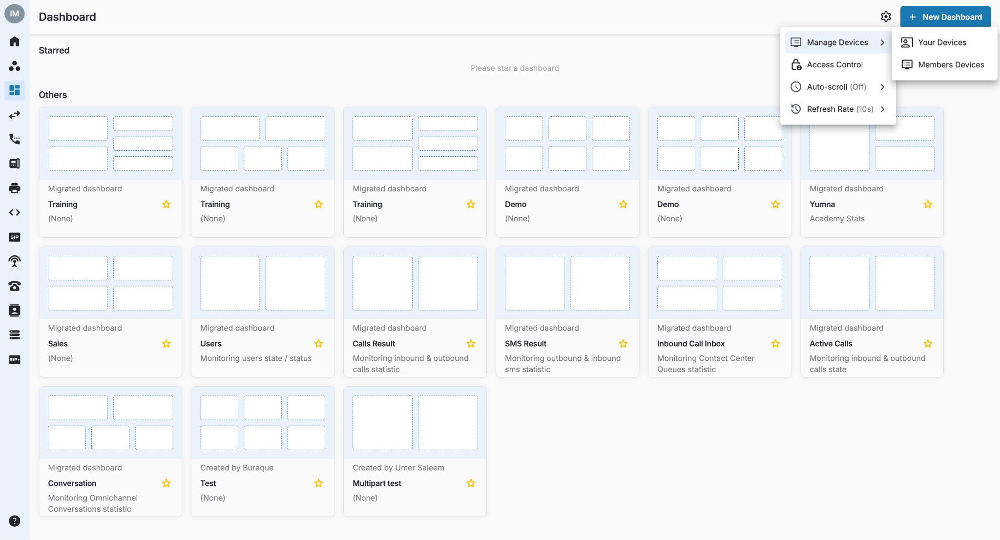 IM
Dashboard
New Dashboard
Manage Devices
Your Devices
Access Control
Members Devices
Auto-scroll (Off)
Refresh Rate (10s)
Starred
Please star a dashboard
Others
Migrated dashboard
Training
(None)
Migrated dashboard
Training
(None)
Migrated dashboard
Training
(None)
Migrated dashboard
Demo
(None)
Migrated dashboard
Demo
(None)
Migrated dashboard
Yumna
Academy Stats
Migrated dashboard
Sales
(None)
Migrated dashboard
Users
Monitoring users state / status
Migrated dashboard
Calls Result
Monitoring inbound & outbound
calls statistic
Migrated dashboard
SMS Result
Monitoring outbound & inbound
sms statistic
Migrated dashboard
Inbound Call Inbox
Monitoring Contact Center
Queues statistic
Migrated dashboard
Active Calls
Monitoring inbound & outbound
calls state
Migrated dashboard
Conversation
Monitoring Omnichannel
Conversations statistic
Created by Buraque
Test
(None)
Created by Umer Saleem
Multipart test
(None)
SIP
SIP+
?